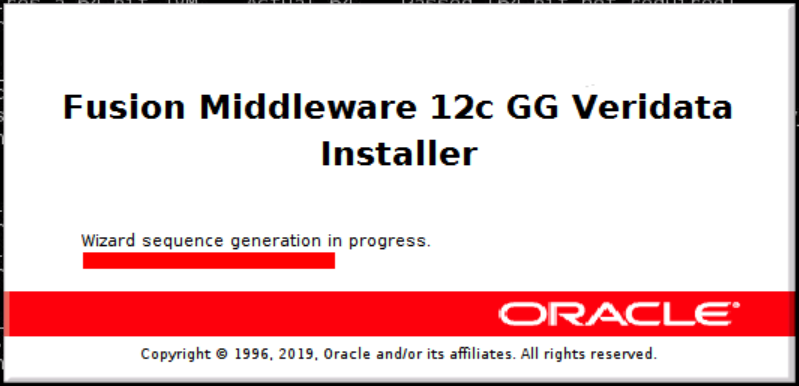 Fusion Middleware 12c GG Veridata
Installer
Wizard sequence generation in progress.
ORACLE
Copyright © 1996, 2019, Oracle and/or its affiliates. All rights reserved.